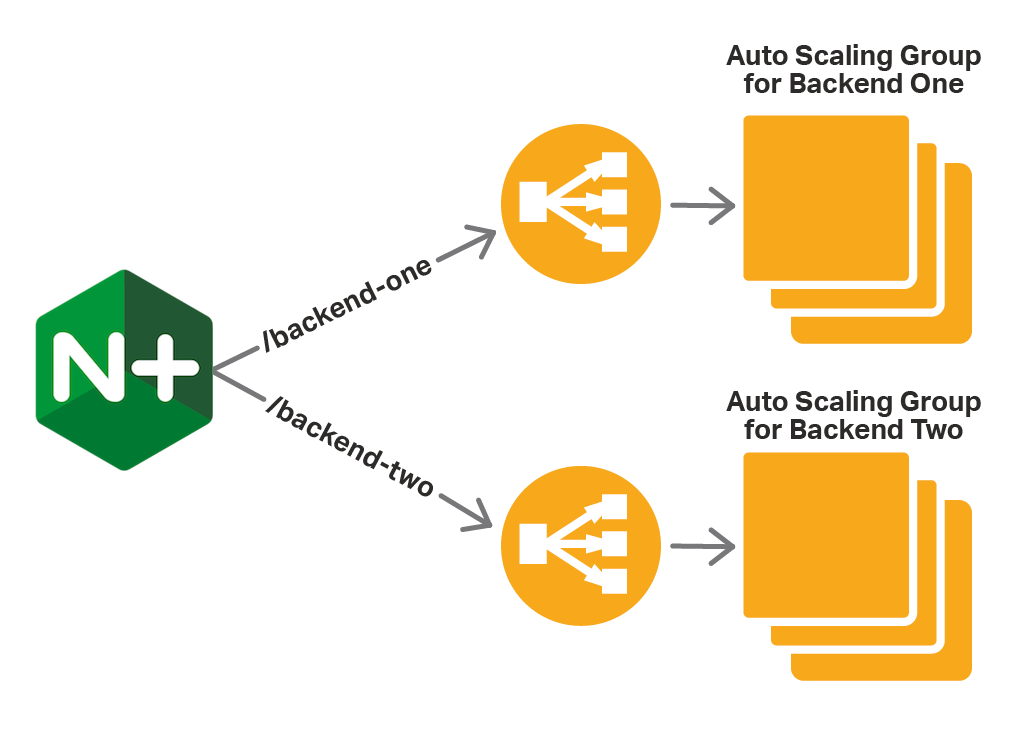 Auto Scaling Group
for Backend One
/backend-one
N+
/backend-two
Auto Scaling Group
for Backend Two